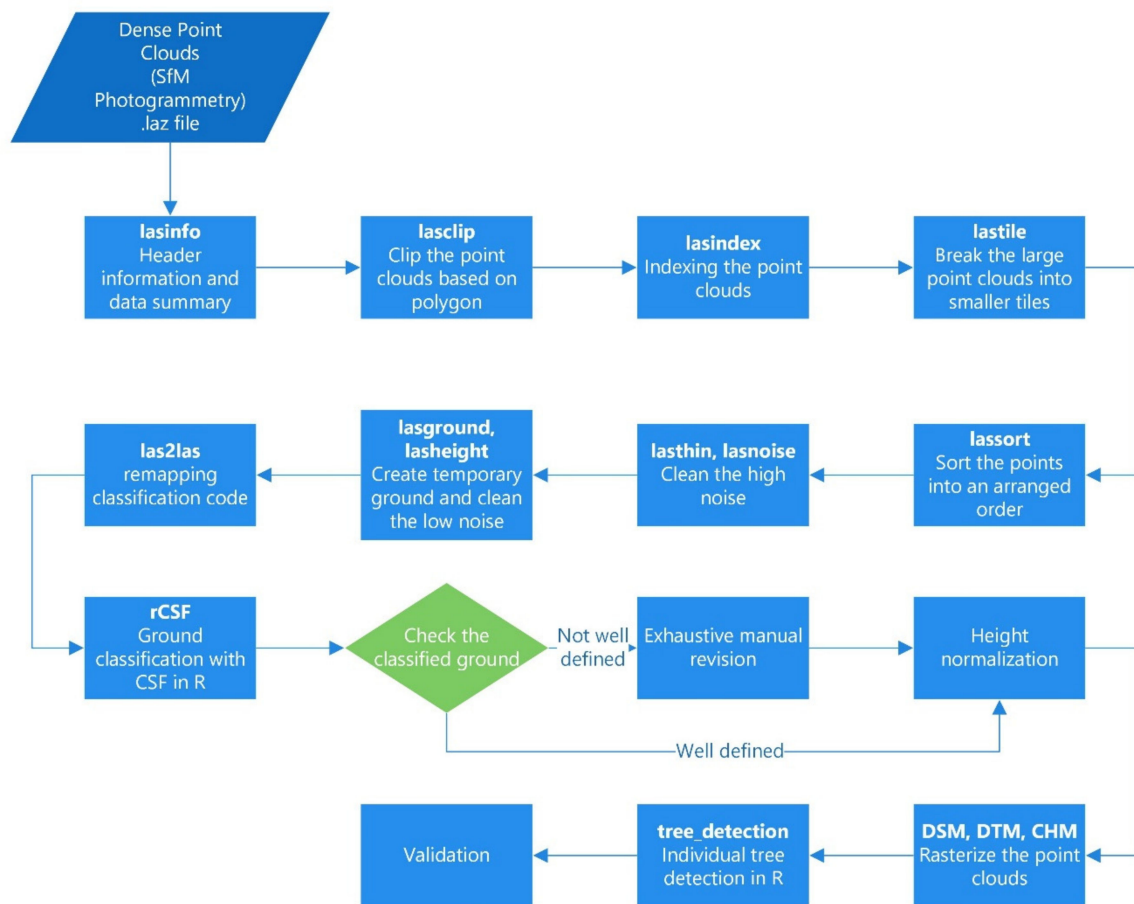 Dense Point
Clouds
(SfM
Photogrammetry)
.laz file
lasinfo
Header
information and
data summary
lasclip
Clip the point
clouds based on
polygon
lasindex
Indexing the point
clouds
lastile
Break the large
point clouds into
smaller tiles
las2las
remapping
classification code
lasground,
lasheight
Create temporary
ground and clean
the low noise
lasthin, lasnoise
Clean the high
noise
lassort
Sort the points
into an arranged
order
rCSF
Ground
classification with
CSF in R
Check the
classified ground
Not well
defined
Exhaustive manual
revision
Height
normalization
Well defined
Validation
tree_detection
Individual tree
detection in R
DSM, DTM, CHM
Rasterize the point
clouds